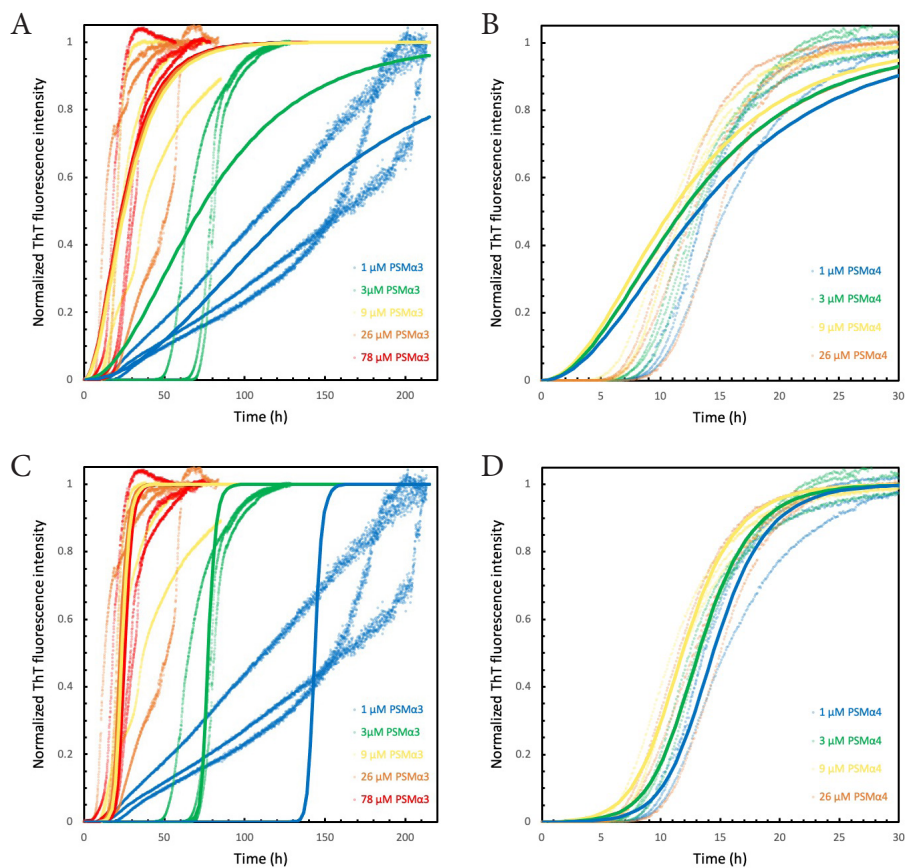 A
Normalized ThT fluorescence intensity
1
0.8
0.6
0.4
0.2
0
1 µM PSMα3
3µM PSMα3
9 µM PSMα3
26 µM PSMα3
78 µM PSMα3
0 50 100 150 200
Time (h)
B
Normalized ThT fluorescence intensity
1
0.8
0.6
0.4
0.2
0
1 µM PSMα4
3 µM PSMα4
9 µM PSMα4
26 µM PSMα4
0 5 10 15 20 25 30
Time (h)
C
Normalized ThT fluorescence intensity
1
0.8
0.6
0.4
0.2
0
1 µM PSMα3
3µM PSMα3
9 µM PSMα3
26 µM PSMα3
78 µM PSMα3
0 50 100 150 200
Time (h)
D
Normalized ThT fluorescence intensity
1
0.8
0.6
0.4
0.2
0
1 µM PSMα4
3 µM PSMα4
9 µM PSMα4
26 µM PSMα4
0 5 10 15 20 25 30
Time (h)